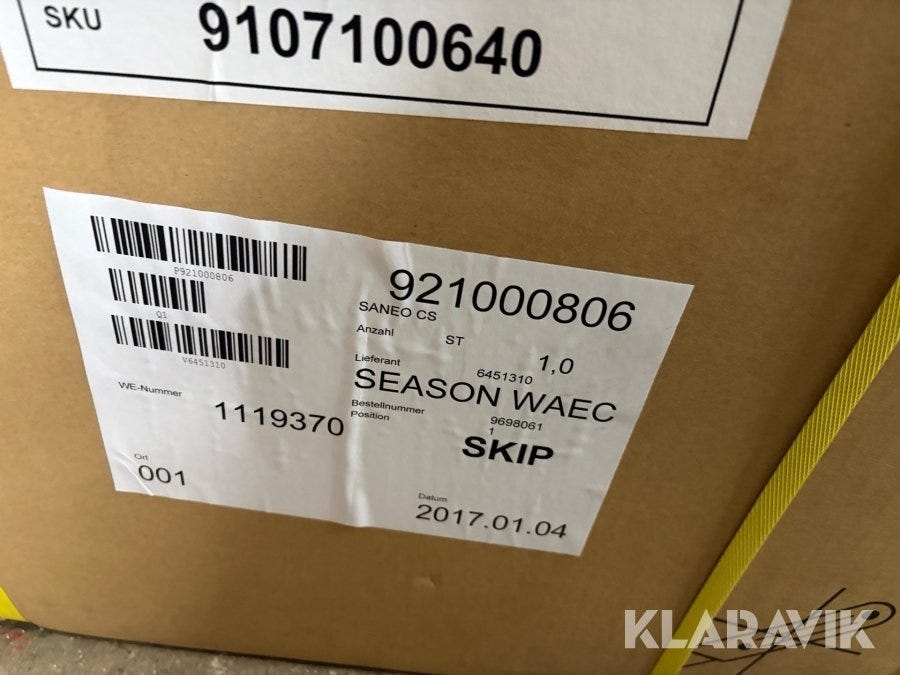 SKU 9107100640
P921000806
Q1
V6451310
WE-Nummer
1119370
Ort
001
921000806
SANEO CS
Anzahl ST 1,0
Lieferant 6451310
SEASON WAEC
Bestellnummer 9698061
Position 1
SKIP
Datum
2017.01.04
KLARAVIK